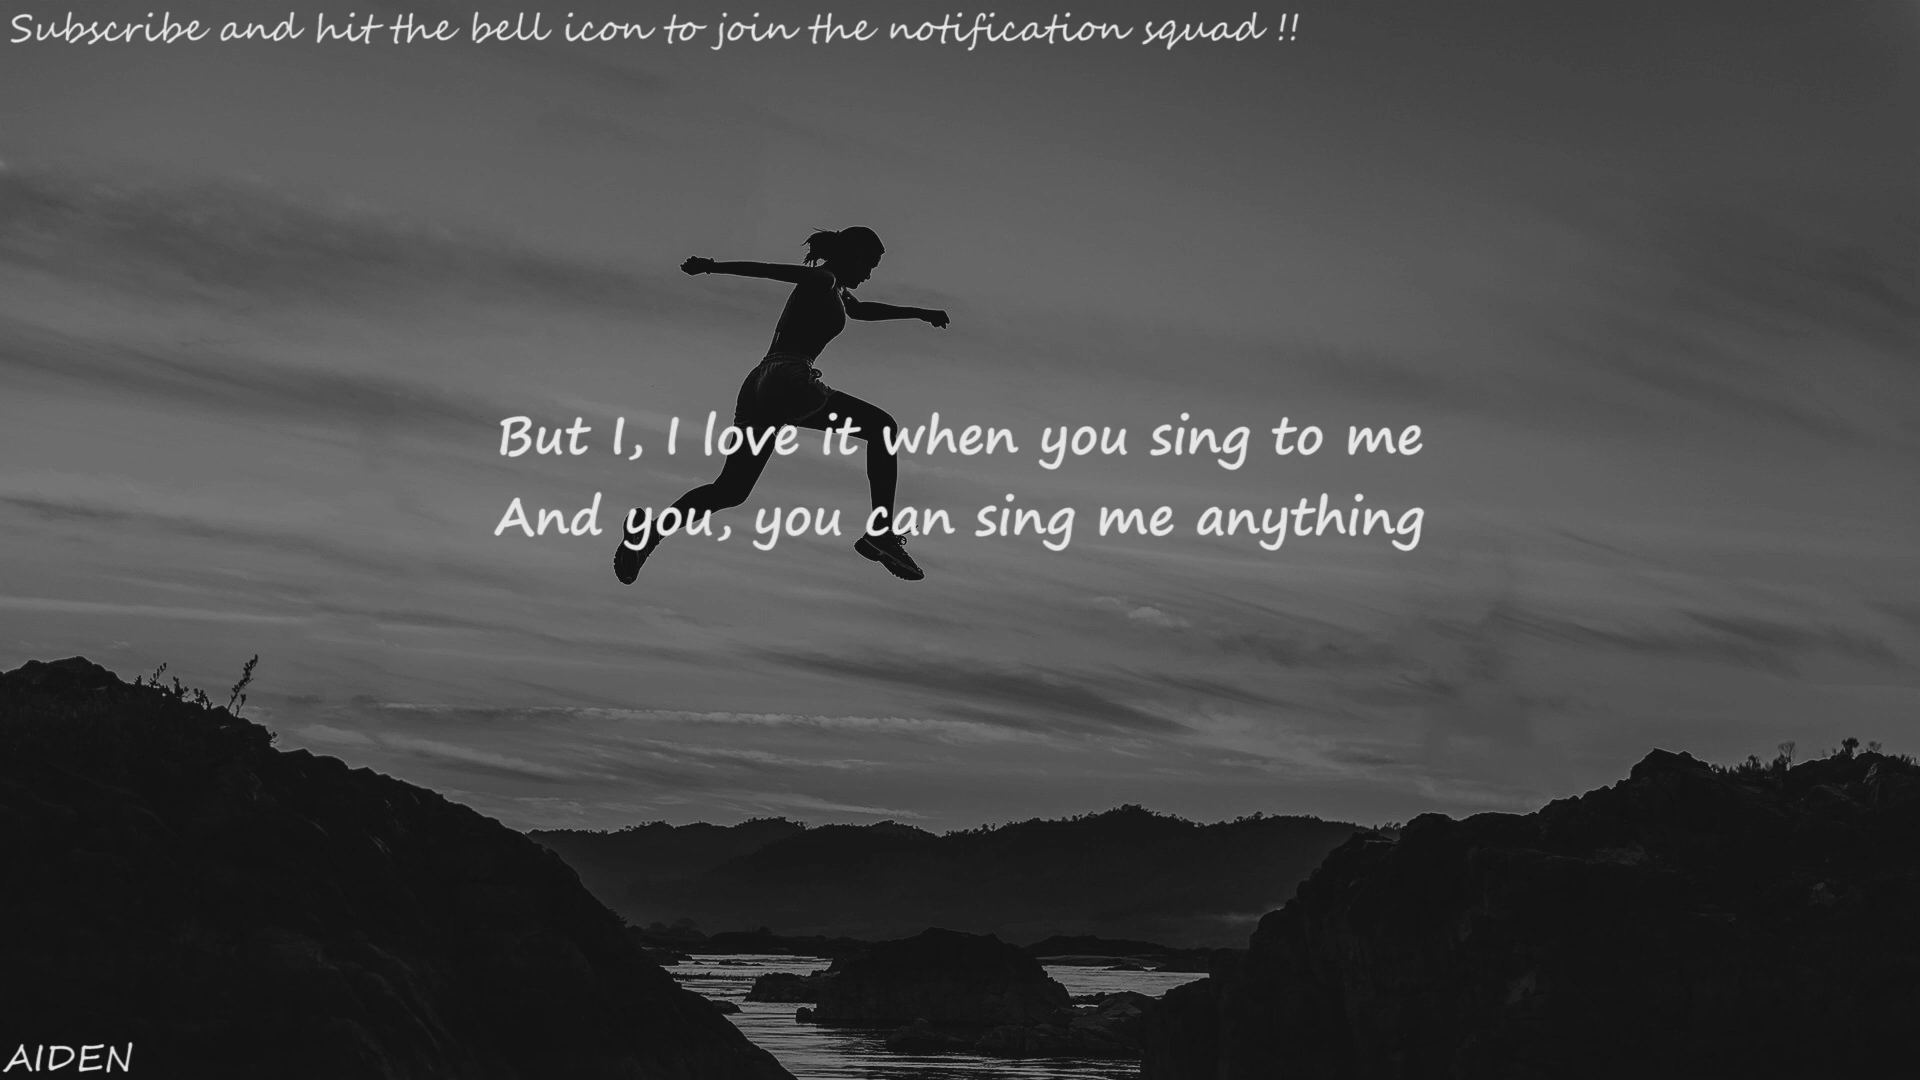 Subscribe and hit the bell icon to join the notification squad !!
But I, I love it when you sing to me
And you, you can sing me anything
AIDEN